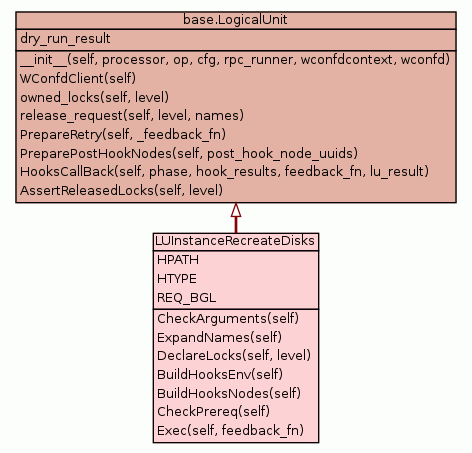 base.LogicalUnit
dry_run_result
__init__(self, processor, op, cfg, rpc_runner, wconfdcontext, wconfd)
WConfdClient(self)
owned_locks(self, level)
release_request(self, level, names)
PrepareRetry(self, _feedback_fn)
PreparePostHookNodes(self, post_hook_node_uuids)
HooksCallBack(self, phase, hook_results, feedback_fn, lu_result)
AssertReleasedLocks(self, level)
LUInstanceRecreateDisks
HPATH
HTYPE
REQ_BGL
CheckArguments(self)
ExpandNames(self)
DeclareLocks(self, level)
BuildHooksEnv(self)
BuildHooksNodes(self)
CheckPrereq(self)
Exec(self, feedback_fn)